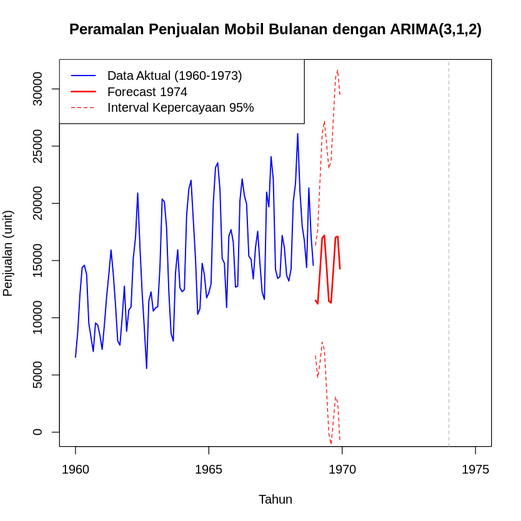 Peramalan Penjualan Mobil Bulanan dengan ARIMA(3,1,2)
Data Aktual (1960-1973)
Forecast 1974
Interval Kepercayaan 95%
Penjualan (unit)
30000
25000
20000
15000
10000
5000
0
1960
1965
1970
1975
Tahun